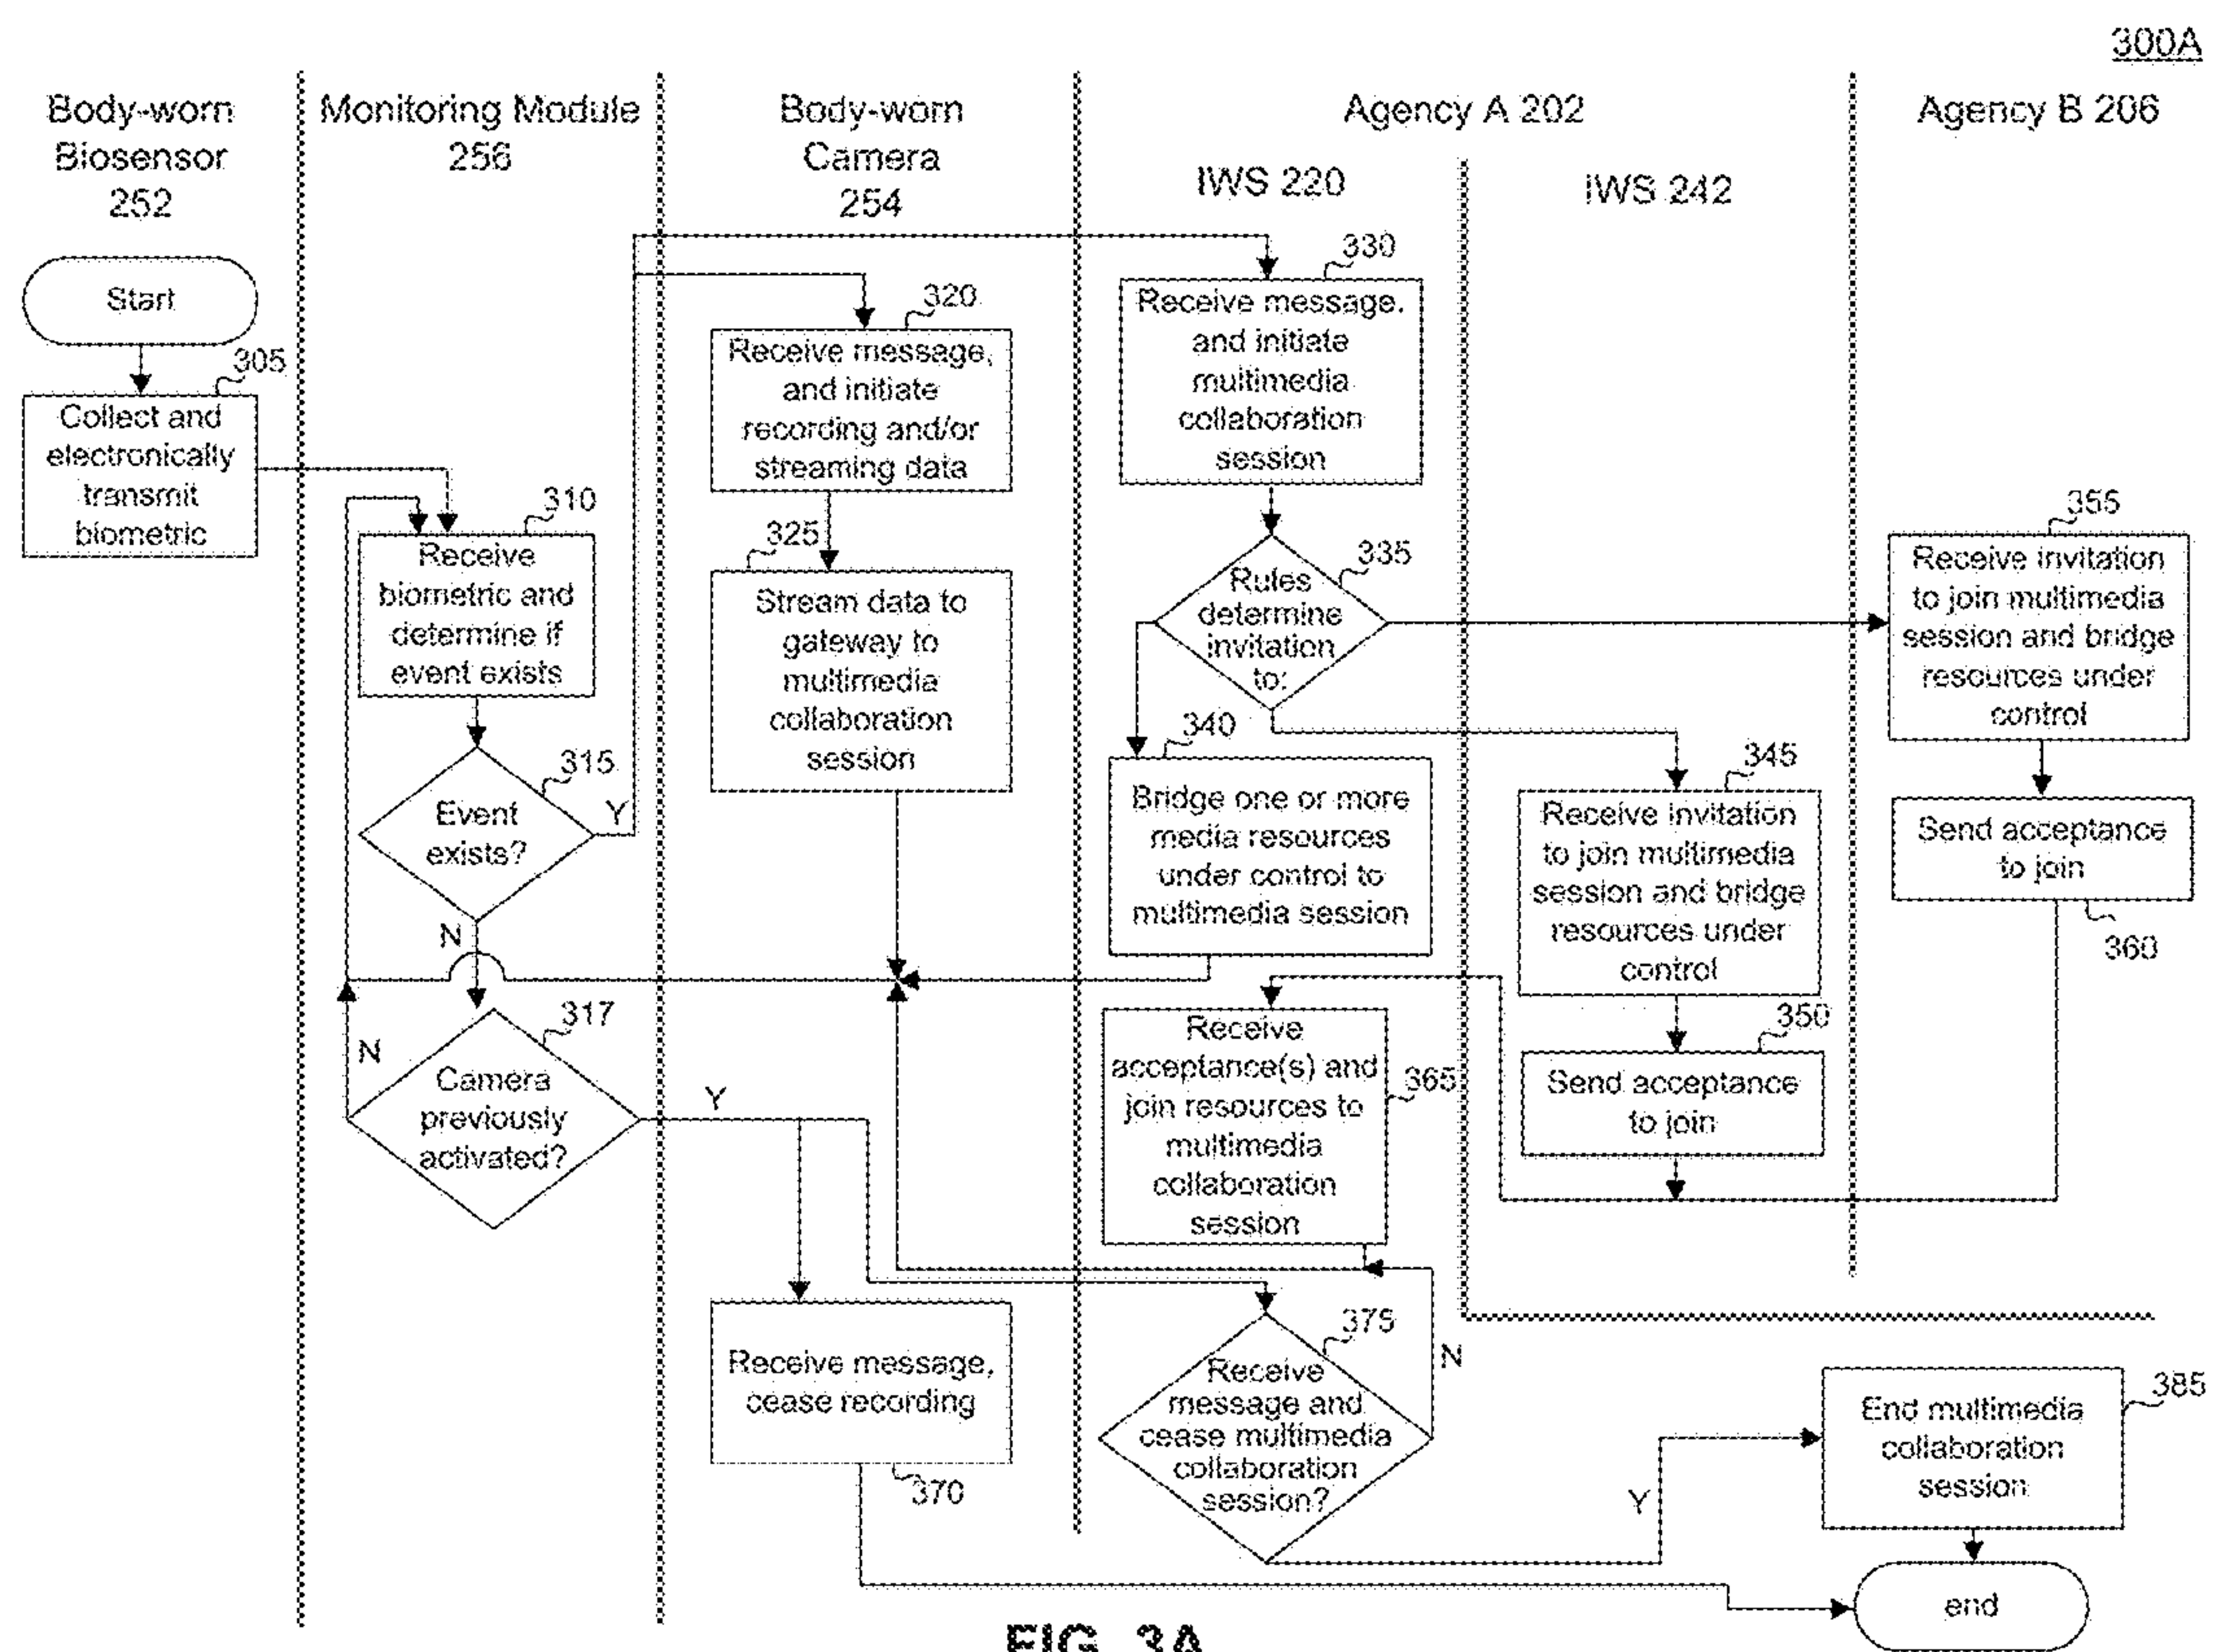 300A
Body-worn
Biosensor
252
Monitoring Module
256
Body-worn
Camera
254
Agency A 202
IWS 220
IWS 242
Agency B 206
Start
305
Collect and
electronically
transmit
biometric
310
Receive
biometric and
determine if
event exists
315
Event
exists?
Y
N
317
Camera
previously
activated?
N
Y
320
Receive message,
and initiate
recording and/or
streaming data
325
Stream data to
gateway to
multimedia
collaboration
session
330
Receive message,
and initiate
multimedia
collaboration
session
335
Rules
determine
invitation
to:
340
Bridge one or more
media resources
under control to
multimedia session
345
Receive invitation
to join multimedia
session and bridge
resources under
control
350
Send acceptance
to join
355
Receive invitation
to join multimedia
session and bridge
resources under
control
Send acceptance
to join
360
Receive
acceptance(s) and
join resources to
multimedia
collaboration
session
365
Receive message,
cease recording
370
375
Receive
message and
cease multimedia
collaboration
session?
N
Y
385
End multimedia
collaboration
session
end
FIG. 3A